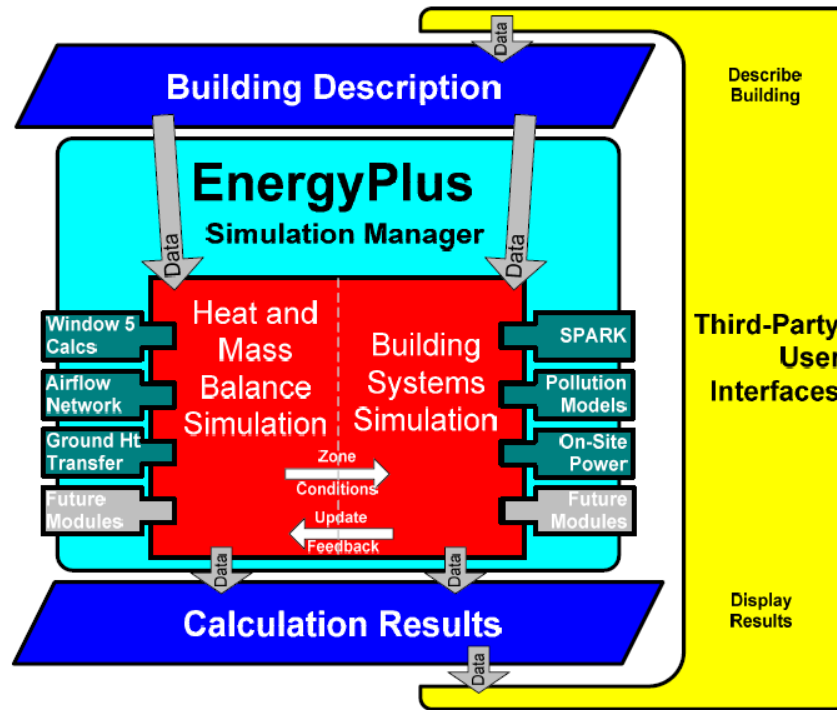 Data
Building Description
Describe
Building
EnergyPlus
Simulation Manager
Data
Data
Window 5
Calcs
Airflow
Network
Ground Ht
Transfer
Future
Modules
Heat and
Mass
Balance
Simulation
Building
Systems
Simulation
Zone
Conditions
Update
Feedback
SPARK
Pollution
Models
On-Site
Power
Future
Modules
Third-Party
User
Interfaces
Data
Data
Calculation Results
Display
Results
Data